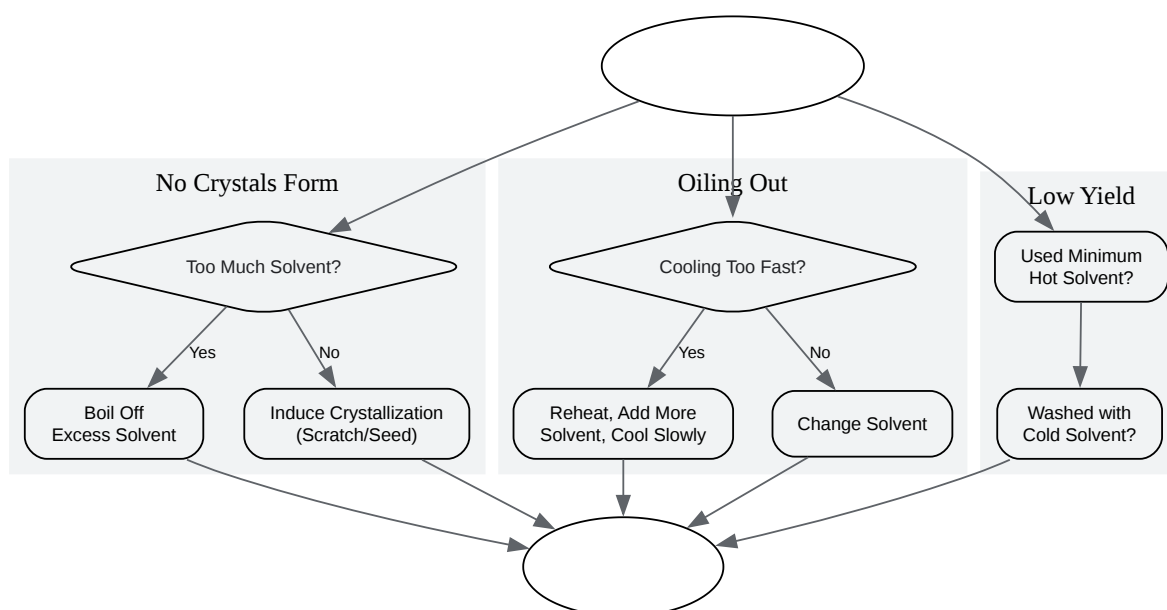 No Crystals Form
Too Much Solvent?
Yes
No
Boil Off
Excess Solvent
Induce Crystallization
(Scratch/Seed)
Oiling Out
Cooling Too Fast?
Yes
No
Reheat, Add More
Solvent, Cool Slowly
Change Solvent
Low Yield
Used Minimum
Hot Solvent?
Washed with
Cold Solvent?